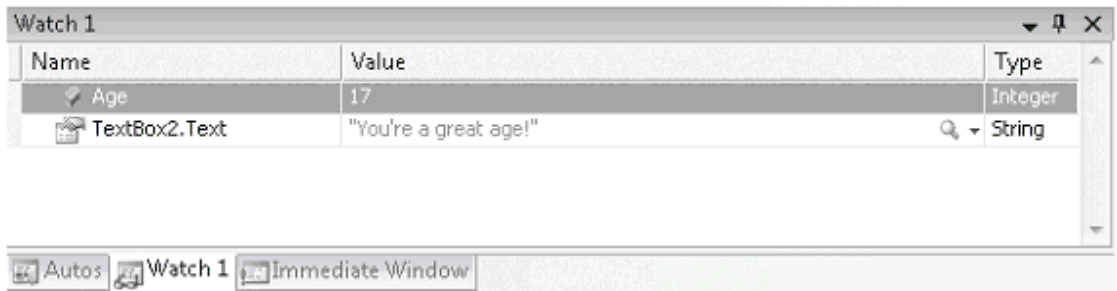 Watch 1
Name Value Type
Age 17 Integer
TextBox2.Text "You're a great age!" String
Autos Watch 1 Immediate Window